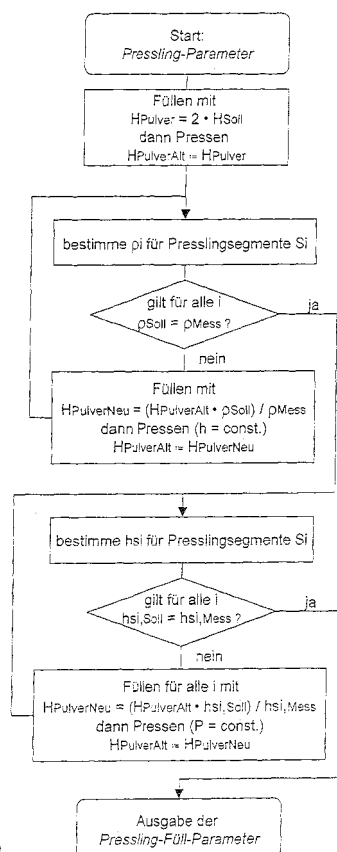 Start:
Pressling-Parameter
Füllen mit
HPulver = 2 • HSoll
dann Pressen
HPulverAlt = HPulver
bestimme ρi für Presslingsegmente Si
gilt für alle i
ρSoll = ρMess ?
ja
nein
Füllen mit
HPulverNeu = (HPulverAlt • ρSoll) / ρMess
dann Pressen (h = const.)
HPulverAlt = HPulverNeu
bestimme hsi für Presslingsegmente Si
gilt für alle i
hsi,Soll = hsi,Mess ?
ja
nein
Füllen für alle i mit
HPulverNeu = (HPulverAlt • hsi,Soll) / hsi,Mess
dann Pressen (P = const.)
HPulverAlt = HPulverNeu
Ausgabe der
Pressling-Füll-Parameter